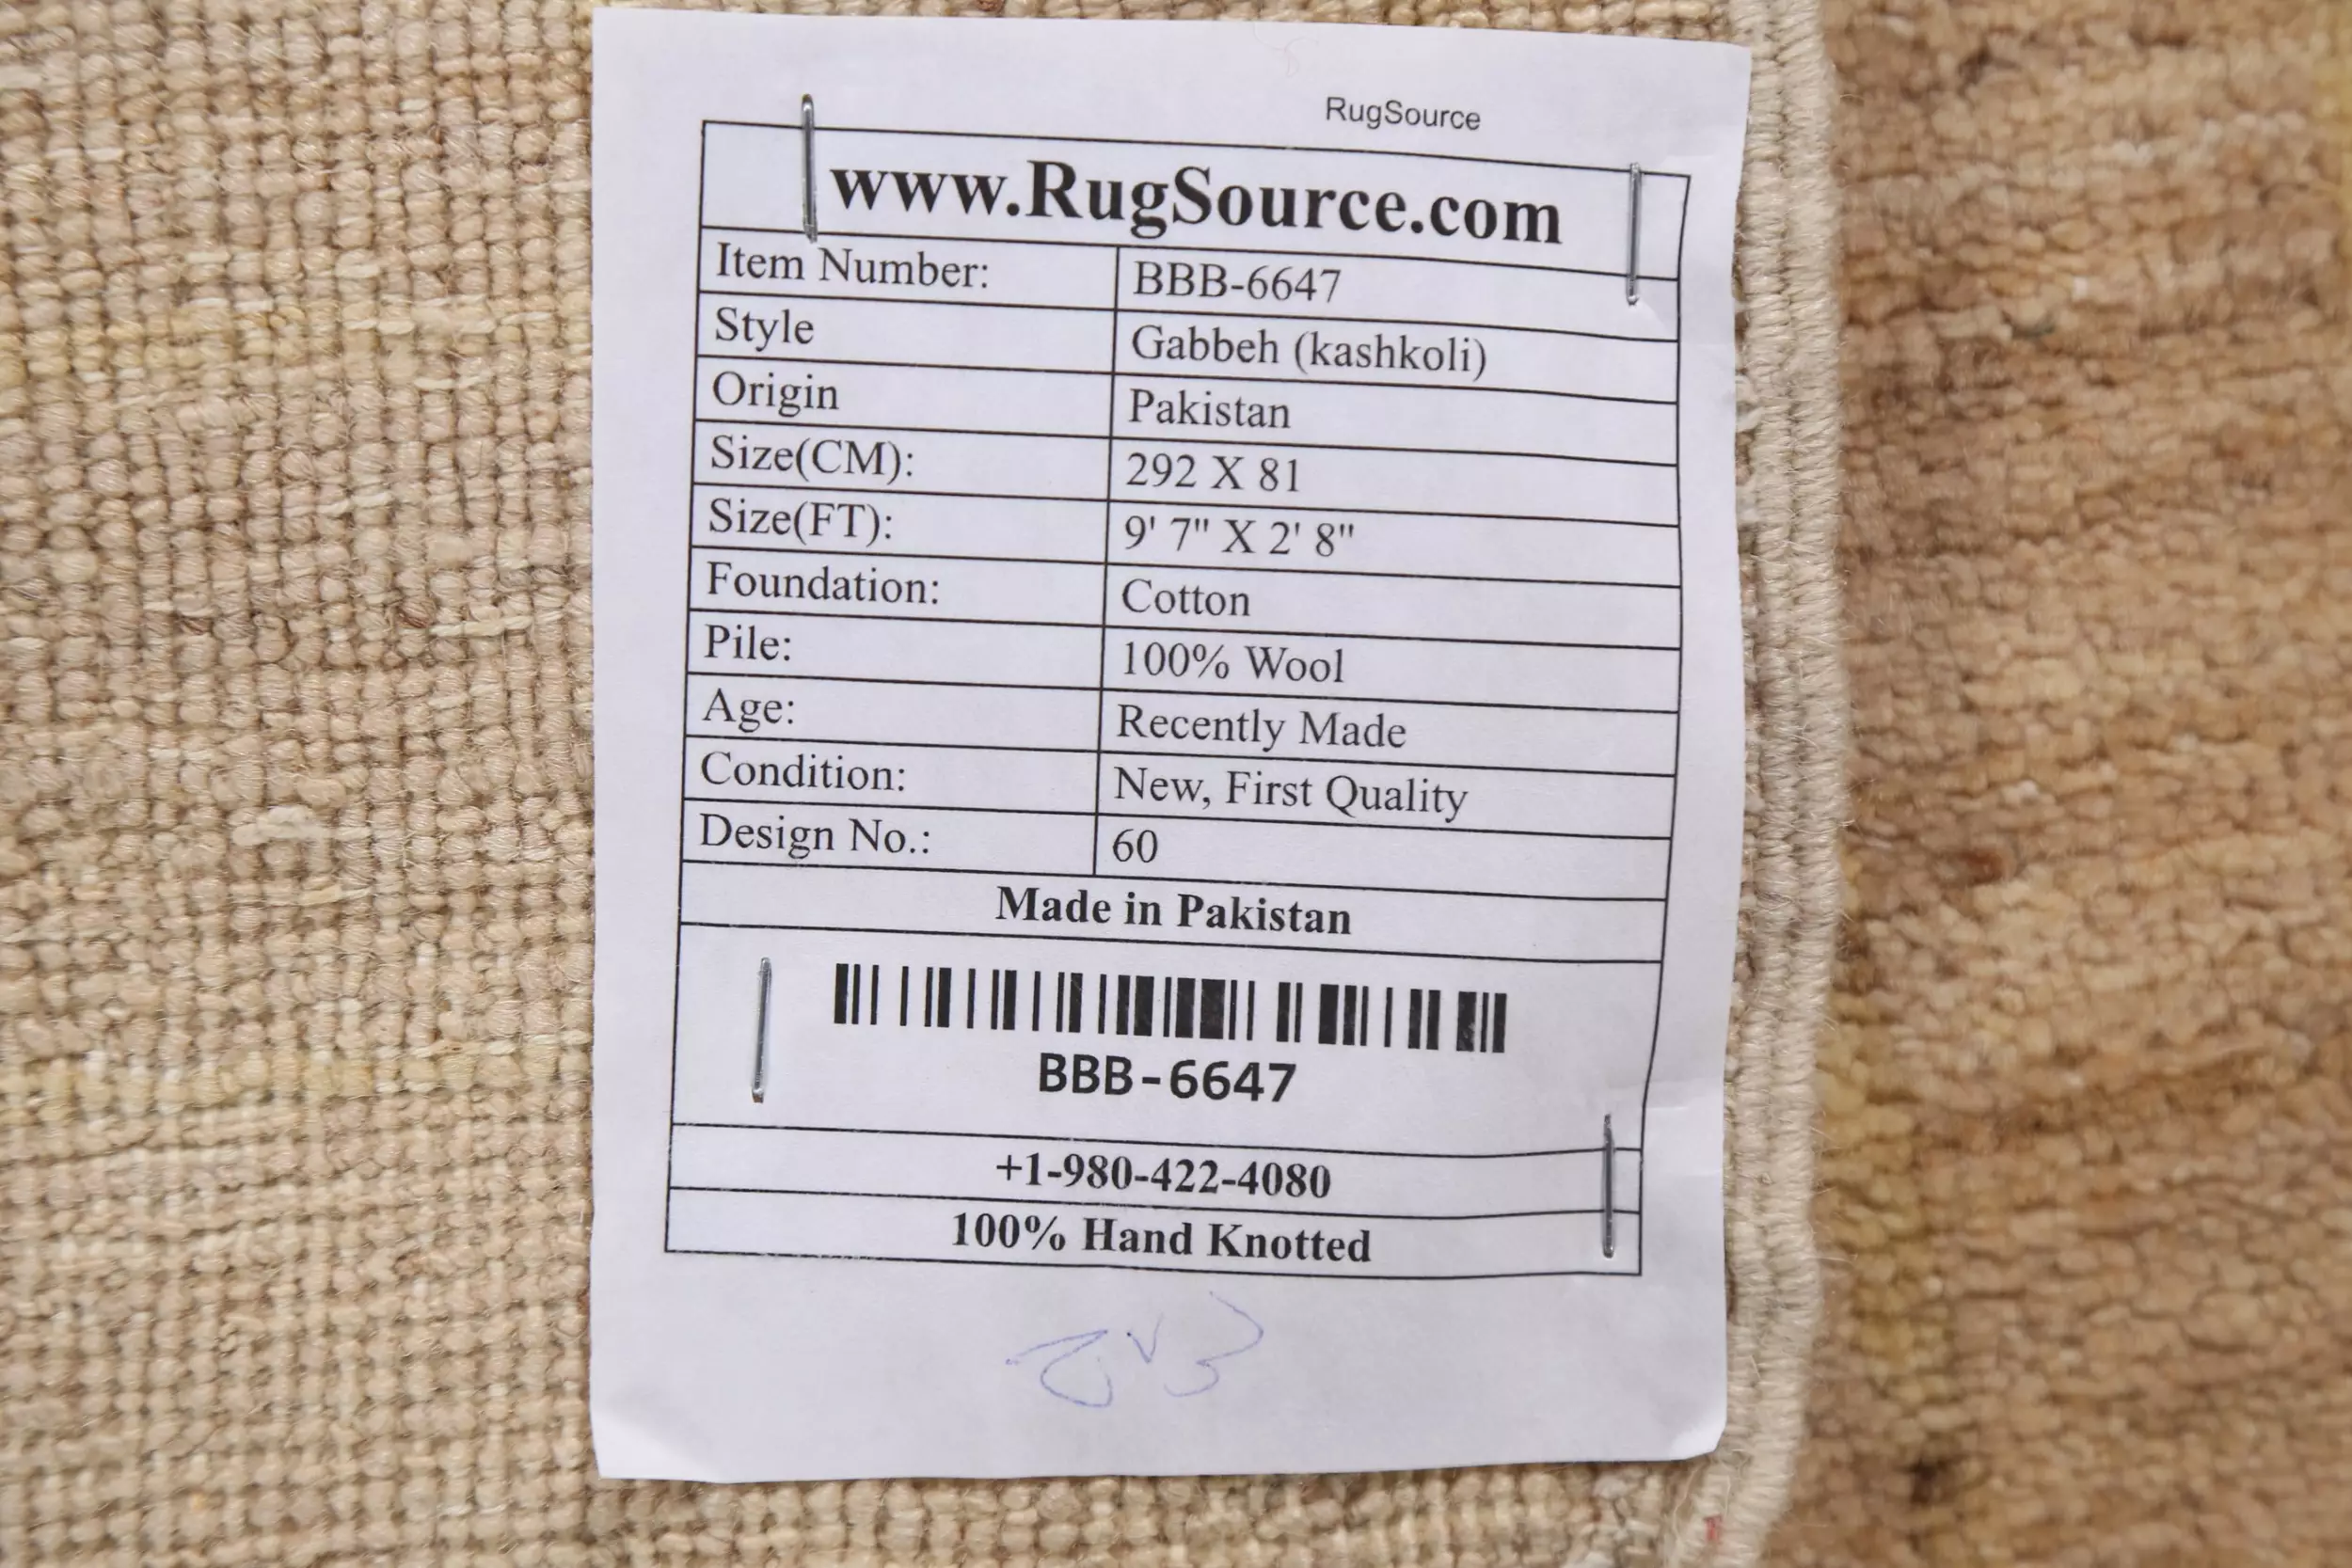 RugSource
www.RugSource.com
Item Number: BBB-6647
Style Gabbeh (kashkoli)
Origin Pakistan
Size(CM): 292 X 81
Size(FT): 9' 7" X 2' 8"
Foundation: Cotton
Pile: 100% Wool
Age: Recently Made
Condition: New, First Quality
Design No.: 60
Made in Pakistan
BBB-6647
+1-980-422-4080
100% Hand Knotted